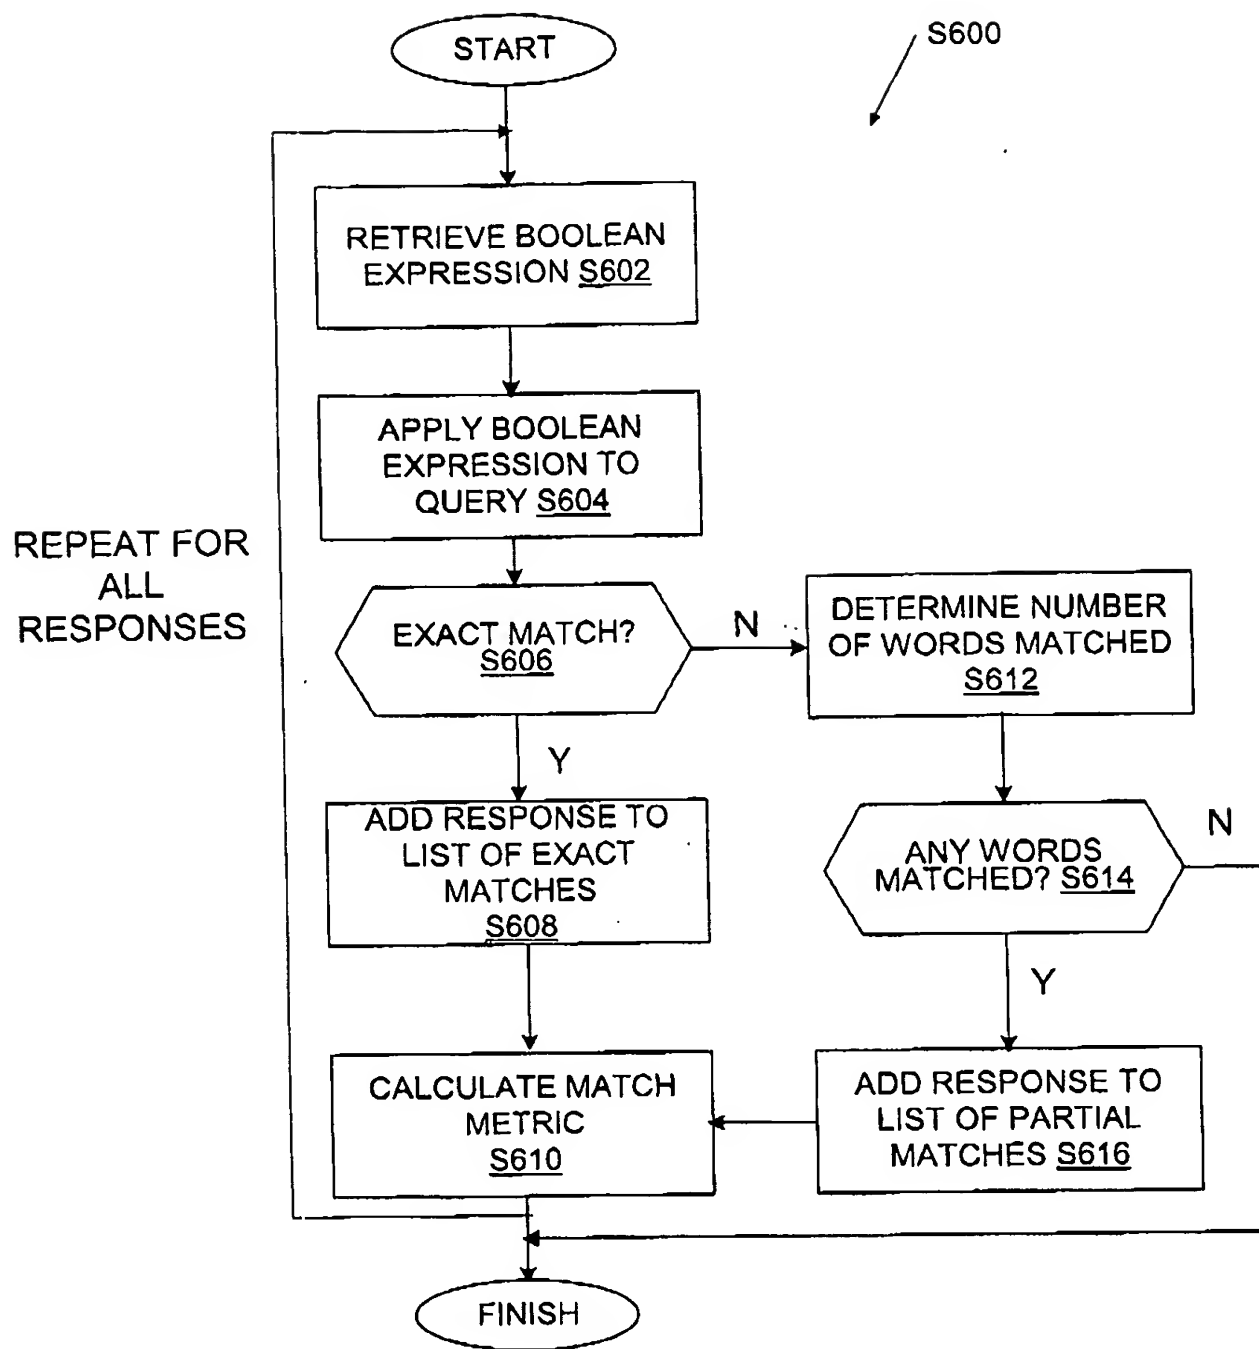 START
S600
RETRIEVE BOOLEAN
EXPRESSION S602
APPLY BOOLEAN
EXPRESSION TO
QUERY S604
REPEAT FOR
ALL
RESPONSES
EXACT MATCH?
S606
N
DETERMINE NUMBER
OF WORDS MATCHED
S612
Y
ADD RESPONSE TO
LIST OF EXACT
MATCHES
S608
ANY WORDS
MATCHED? S614
N
Y
CALCULATE MATCH
METRIC
S610
ADD RESPONSE TO
LIST OF PARTIAL
MATCHES S616
FINISH